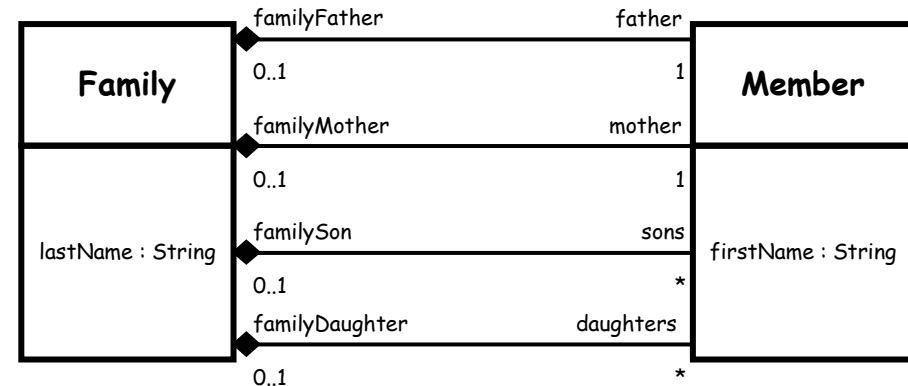 familyFather father
0..1 1
Family Member
familyMother mother
0..1 1
familySon sons
lastName : String firstName : String
0..1 *
familyDaughter daughters
0..1 *